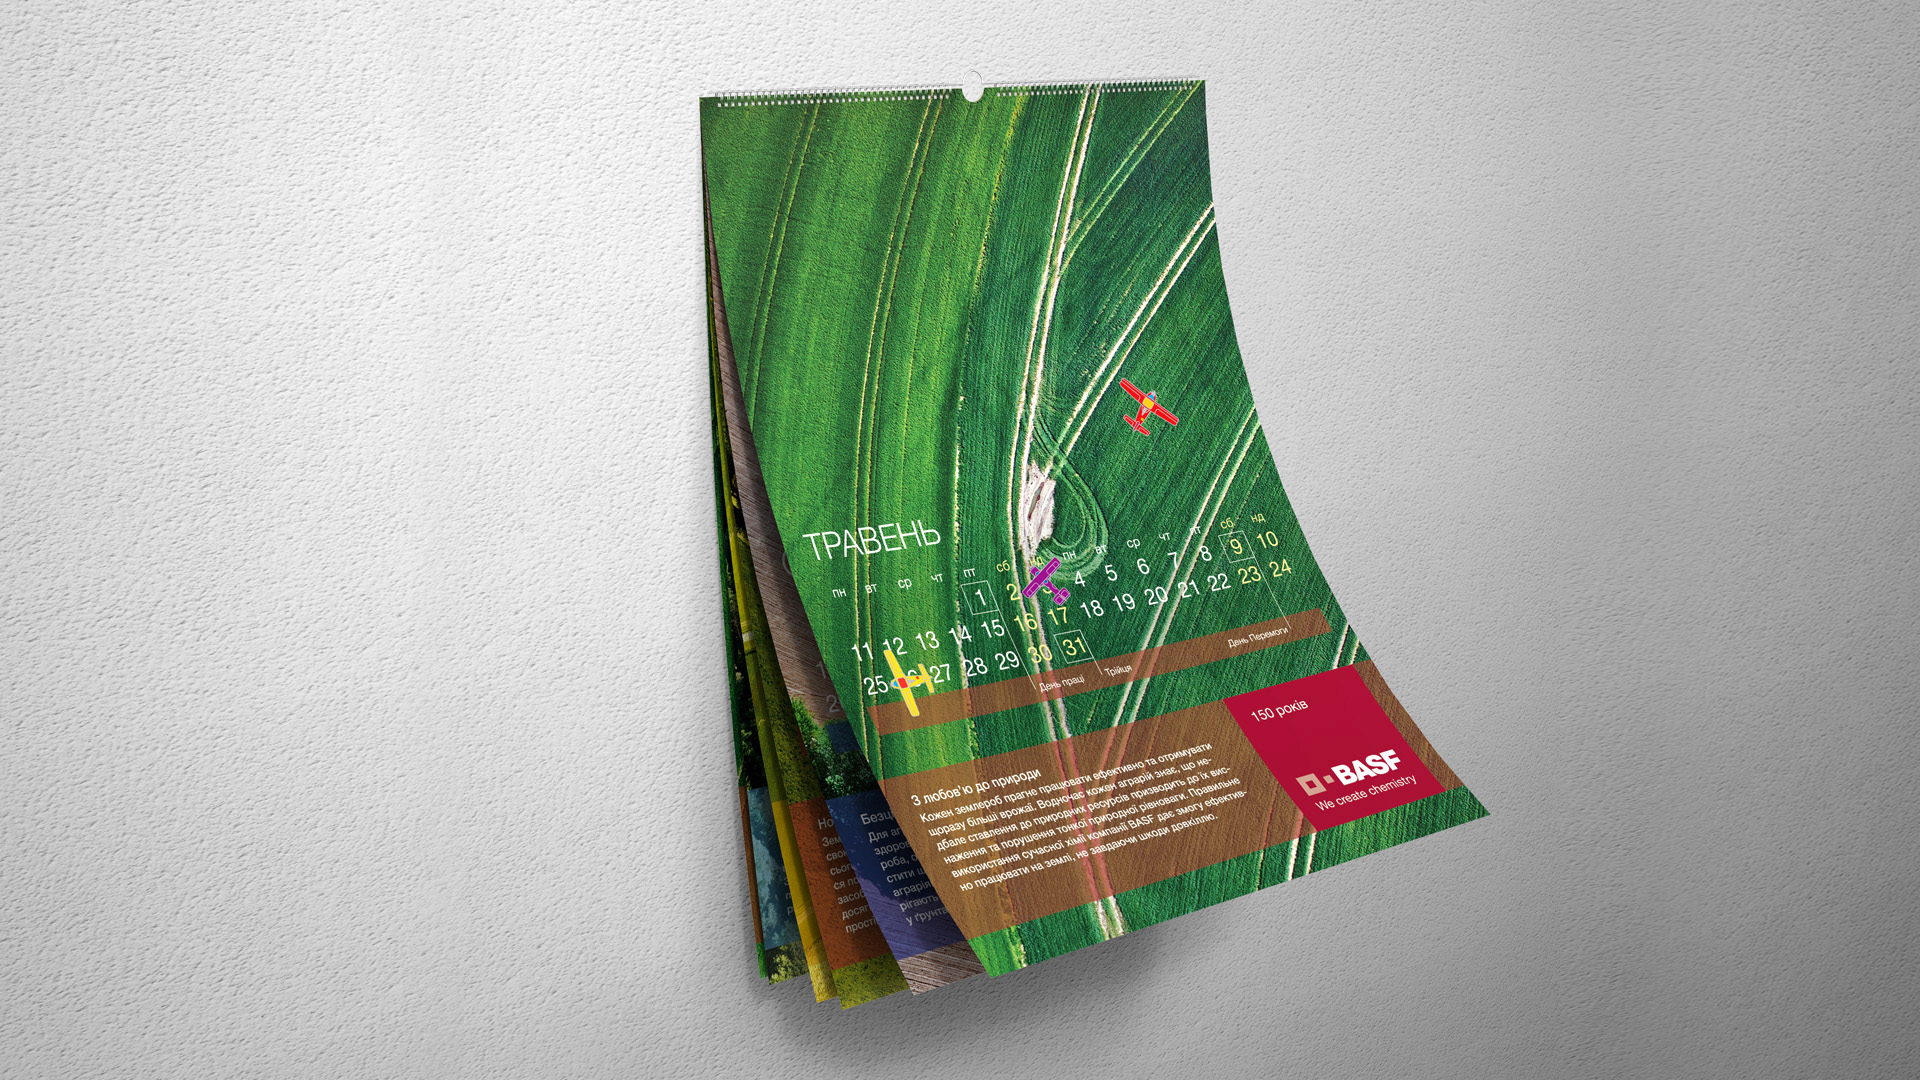 ТРАВЕНЬ
пн вт ср чт пт сб нд пн вт ср чт пт сб нд
1 2 3 4 5 6 7 8 9 10
11 12 13 14 15 16 17 18 19 20 21 22 23 24
25 26 27 28 29 30 31
День праці Трійця День Перемоги
З любов'ю до природи
Кожен землероб прагне працювати ефективно та отримувати
щоразу більші врожаї. Водночас кожен аграрій знає, що не-
дбале ставлення до природних ресурсів призводить до їх вис-
наження та порушення тонкої природної рівноваги. Правильне
використання сучасної хімії компанії BASF дає змогу ефектив-
но працювати на землі, не завдаючи шкоди довкіллю.
150 років
BASF
We create chemistry